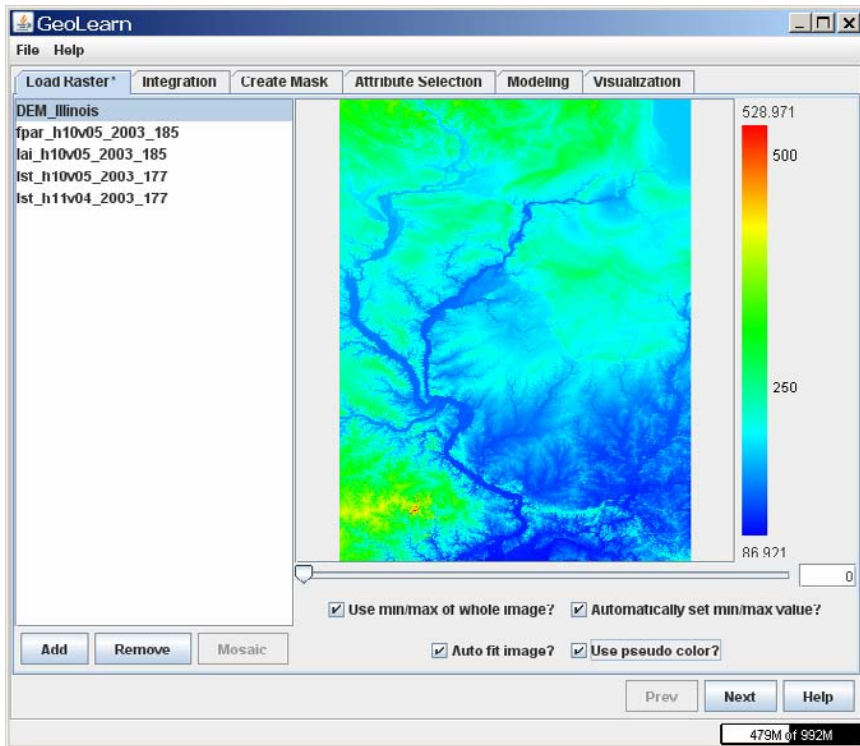 GeoLearn
File Help
Load Raster* Integration Create Mask Attribute Selection Modeling Visualization
DEM_Illinois
fpar_h10v05_2003_185
lai_h10v05_2003_185
lst_h10v05_2003_177
lst_h11v04_2003_177
528.971
500
250
86.921
0
Use min/max of whole image? Automatically set min/max value?
Auto fit image? Use pseudo color?
Add Remove Mosaic
Prev Next Help
479M of 992M